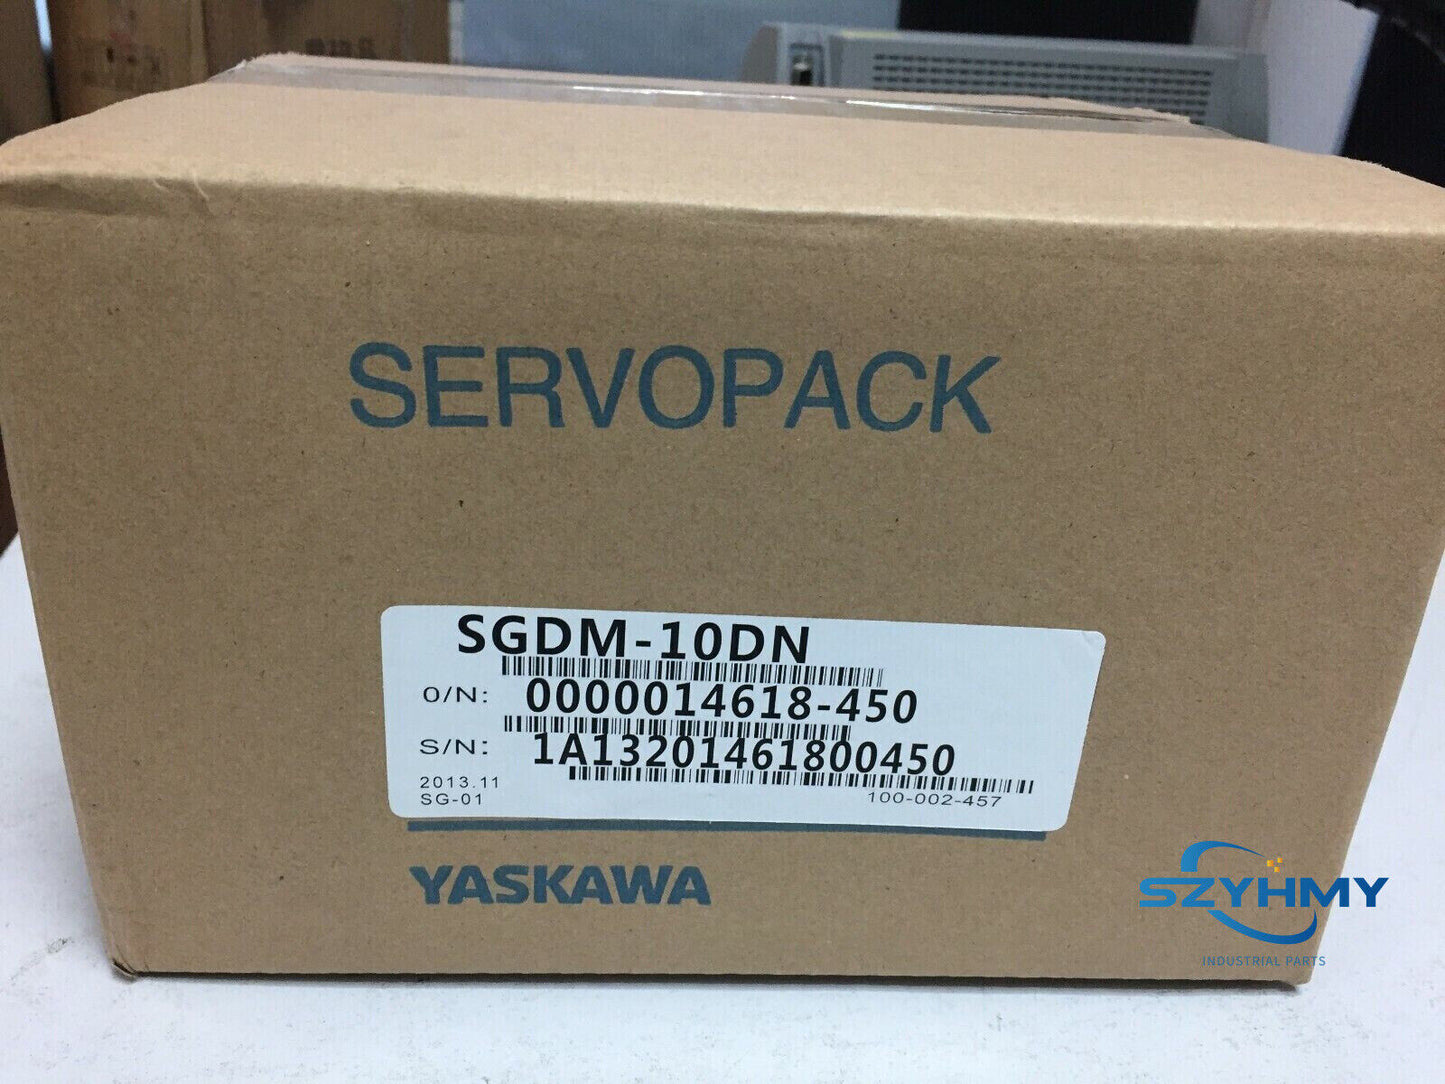 SERVOPACK
SGDM-10DN
O/N: 0000014618-450
S/N: 1A13201461800450
2013.11
SG-01 100-002-457
YASKAWA
SZYHMY
INDUSTRIAL PARTS